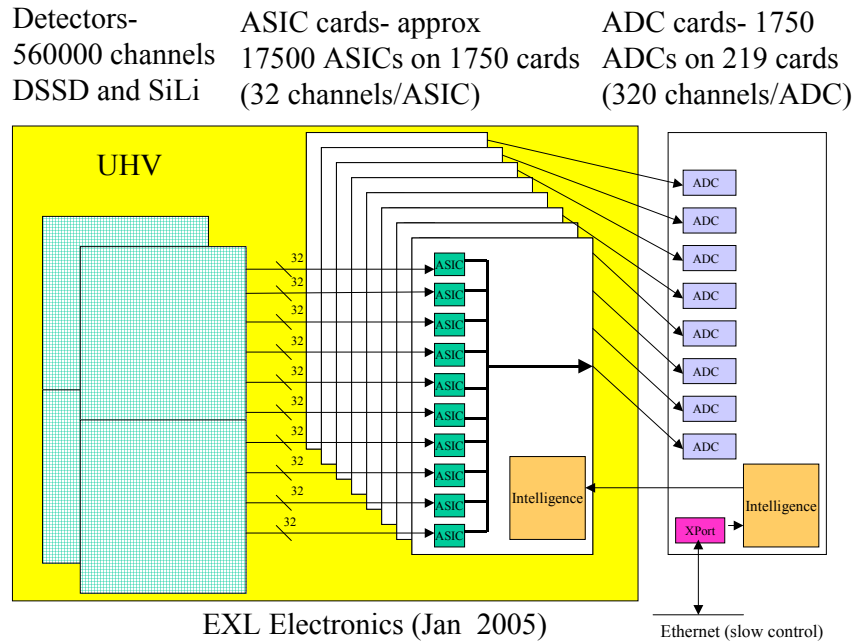 Detectors-
560000 channels
DSSD and SiLi
ASIC cards- approx
17500 ASICs on 1750 cards
(32 channels/ASIC)
ADC cards- 1750
ADCs on 219 cards
(320 channels/ADC)
UHV
32
32
32
32
32
32
32
32
32
32
ASIC
ASIC
ASIC
ASIC
ASIC
ASIC
ASIC
ASIC
ASIC
ASIC
Intelligence
ADC
ADC
ADC
ADC
ADC
ADC
ADC
ADC
Intelligence
XPort
EXL Electronics (Jan 2005)
Ethernet (slow control)